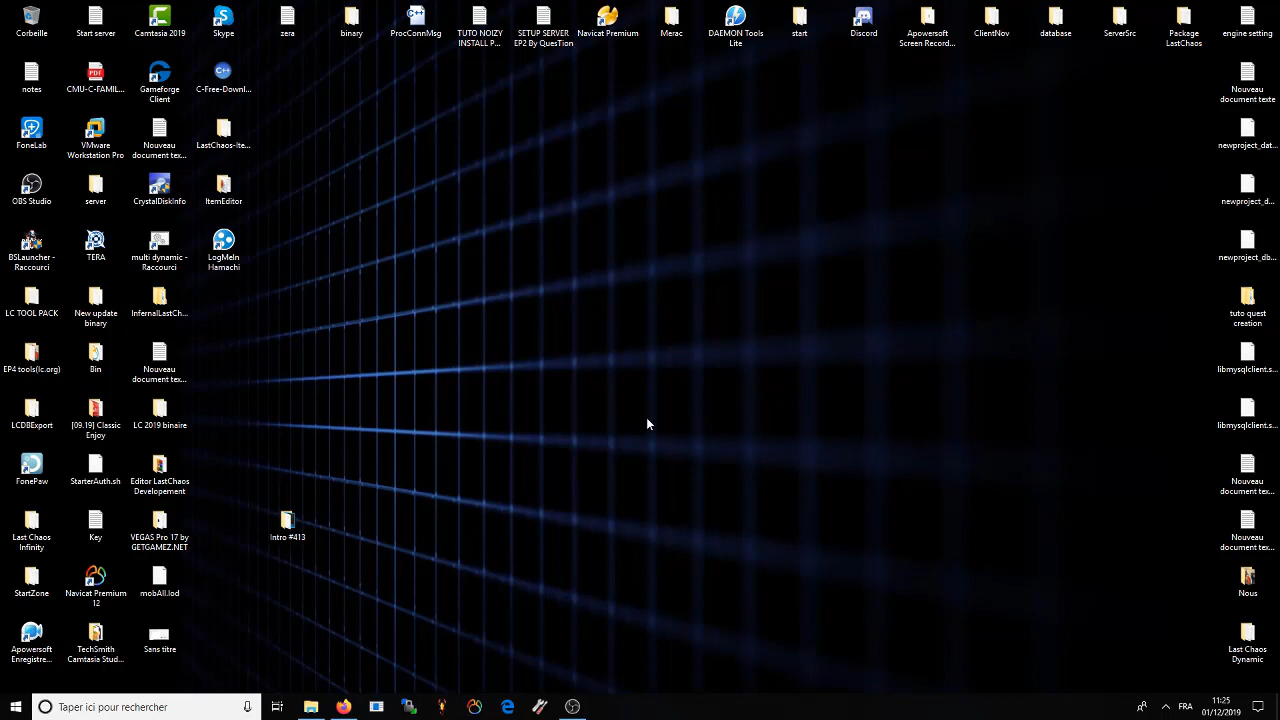 Corbeille
Start server
Camtasia 2019
Skype
zera
binary
ProcConnMsg
TUTO NOIZY
INSTALL P...
SETUP SERVER
EP2 By QuesTion
Navicat Premium
Merac
DAEMON Tools
Lite
start
Discord
Apowersoft
Screen Record...
ClientNov
database
ServerSrc
Package
LastChaos
engine setting
notes
CMU-C-FAMIL...
Gameforge
Client
C-Free-Downl...
Nouveau
document texte
FoneLab
VMware
Workstation Pro
Nouveau
document tex...
LastChaos-Ite...
newproject_dat...
OBS Studio
server
CrystalDiskInfo
ItemEditor
newproject_d...
BSLauncher -
Raccourci
TERA
multi dynamic -
Raccourci
LogMeIn
Hamachi
newproject_db...
LC TOOL PACK
New update
binary
InfernalLastCh...
tuto quest
creation
EP4 tools(lc.org)
Bin
Nouveau
document tex...
libmysqlclient.s...
LCDBExport
[09.19] Classic
Enjoy
LC 2019 binaire
libmysqlclient.s...
FonePaw
StarterAuth.sh
Editor LastChaos
Developement
Nouveau
document tex...
Last Chaos
Infinity
Key
VEGAS Pro 17 by
GETGAMEZ.NET
Intro #413
Nouveau
document tex...
StartZone
Navicat Premium
12
mobAll.lod
Nous
Apowersoft
Enregistre...
TechSmith
Camtasia Stud...
Sans titre
Last Chaos
Dynamic
Taper ici pour rechercher
FRA
11:25
01/12/2019